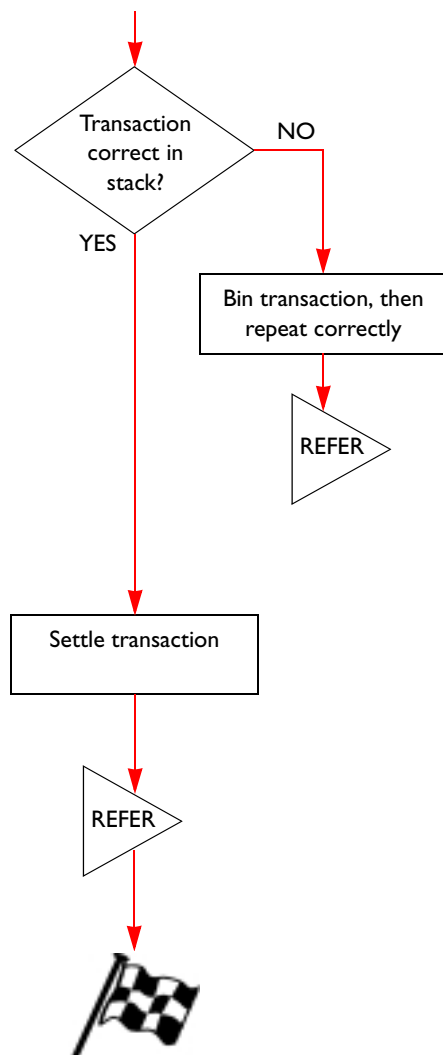 Transaction
correct in
stack?
NO
YES
Bin transaction, then
repeat correctly
REFER
Settle transaction
REFER